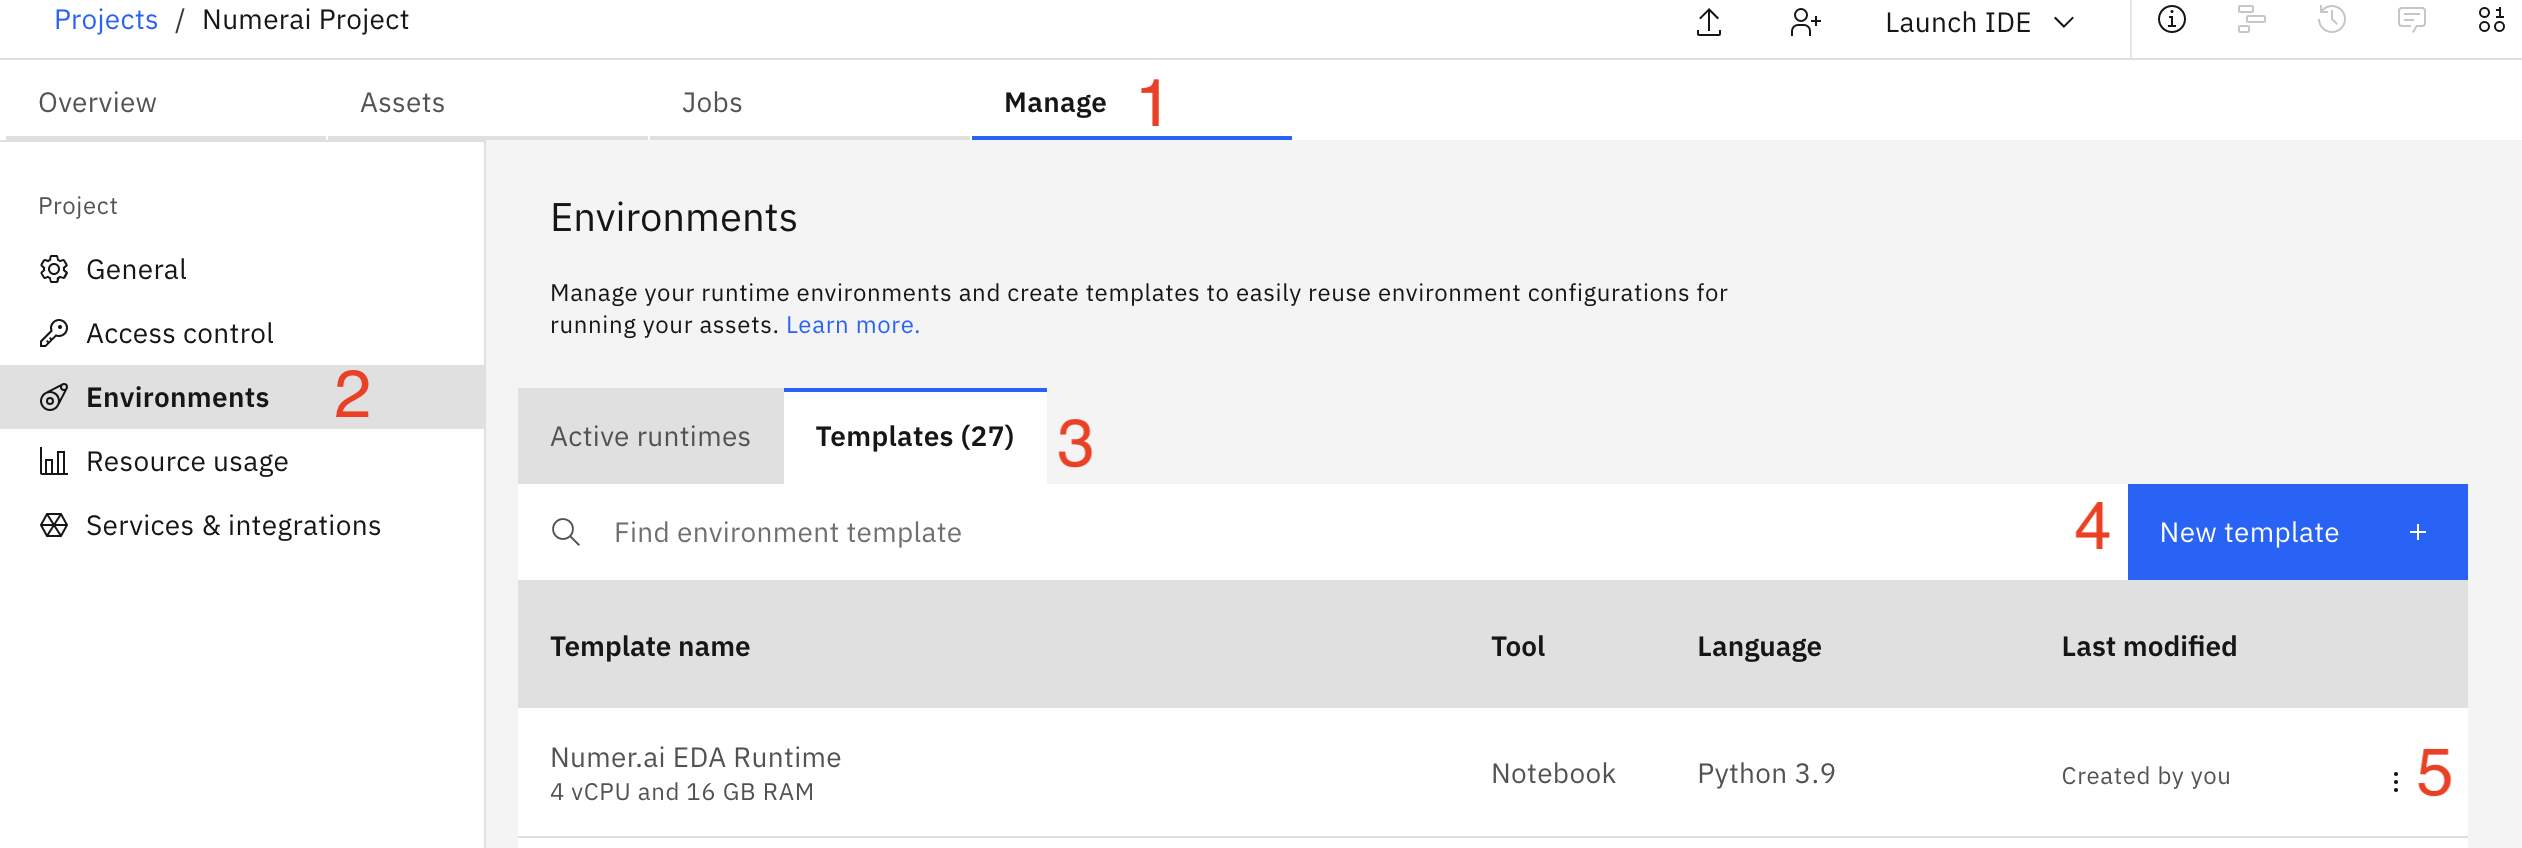 Projects / Numerai Project
Launch IDE
Overview Assets Jobs Manage 1
Project
General
Access control
Environments 2
Resource usage
Services & integrations
Environments
Manage your runtime environments and create templates to easily reuse environment configurations for
running your assets. Learn more.
Active runtimes Templates (27) 3
Find environment template 4 New template +
Template name Tool Language Last modified
Numer.ai EDA Runtime
4 vCPU and 16 GB RAM
Notebook Python 3.9 Created by you 5